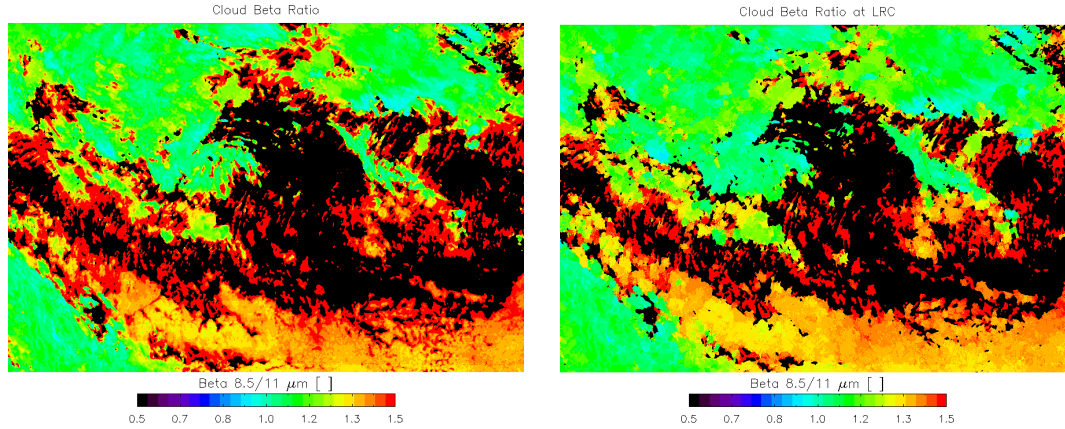 Cloud Beta Ratio
Beta 8.5/11 μm [ ]
0.5 0.7 0.8 1.0 1.2 1.3 1.5
Cloud Beta Ratio at LRC
Beta 8.5/11 μm [ ]
0.5 0.7 0.8 1.0 1.2 1.3 1.5